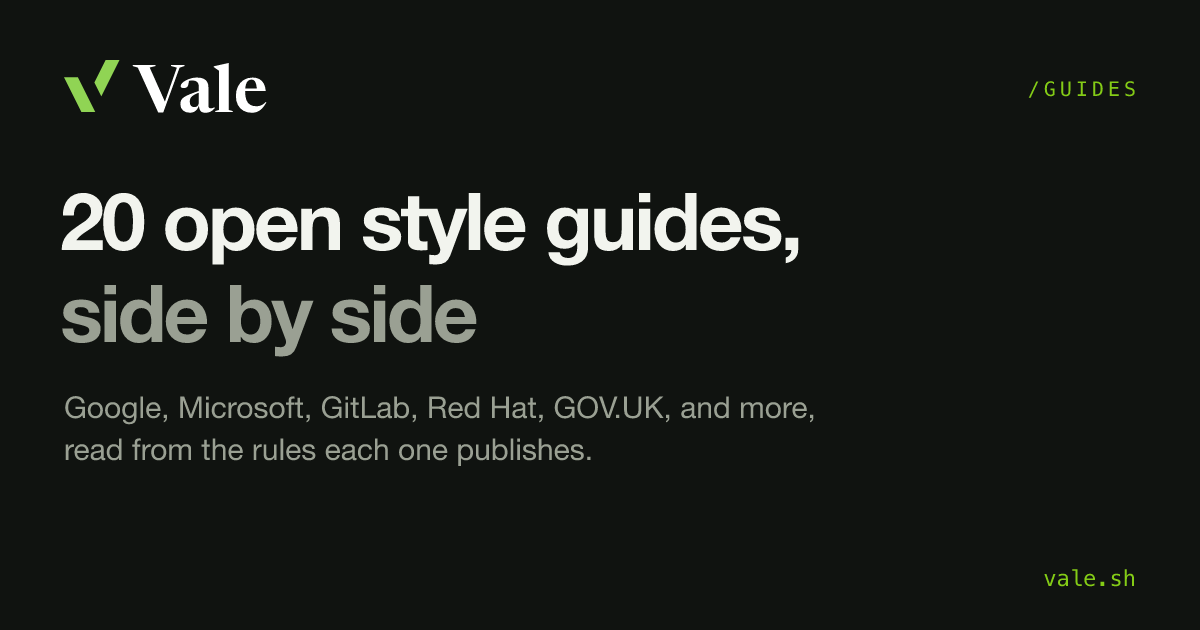 Vale
/GUIDES
20 open style guides,
side by side
Google, Microsoft, GitLab, Red Hat, GOV.UK, and more,
read from the rules each one publishes.
vale.sh